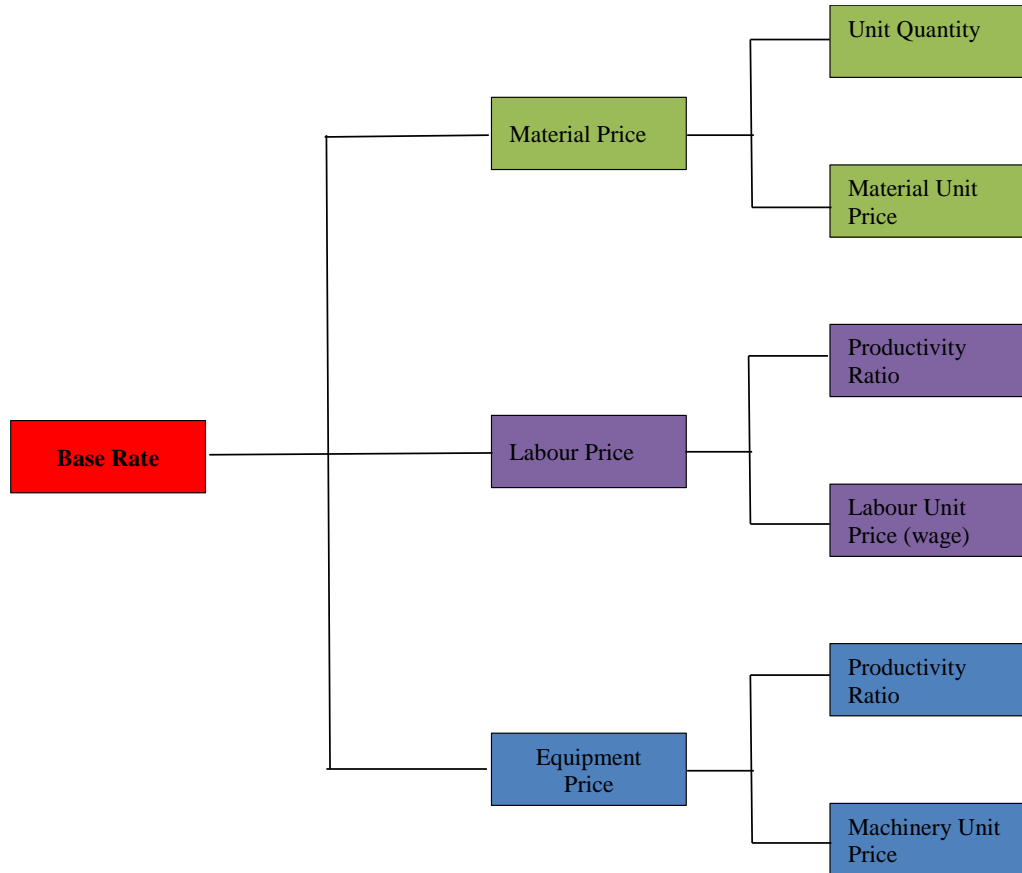 Unit Quantity
Material Price
Material Unit
Price
Productivity
Ratio
Base Rate
Labour Price
Labour Unit
Price (wage)
Productivity
Ratio
Equipment
Price
Machinery Unit
Price